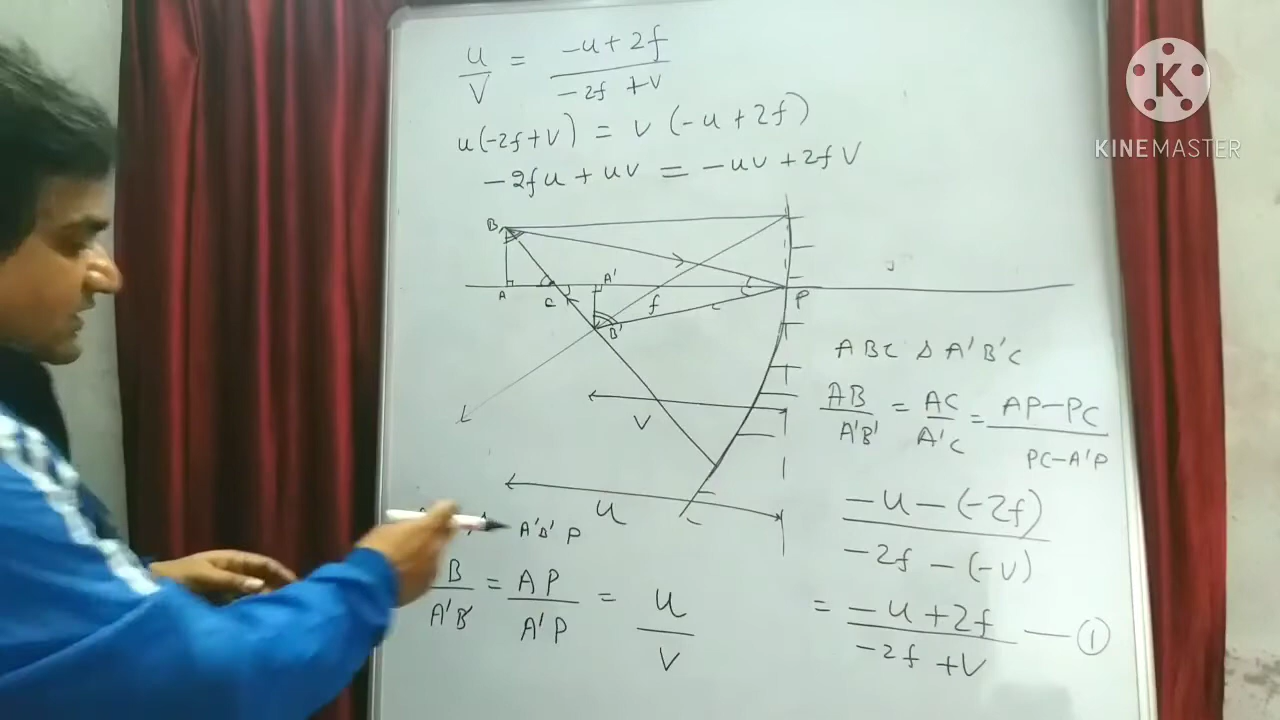 u/V = (-u + 2f)/(-2f + V)
u(-2f+V) = V (-u + 2f)
-2fu + uV = -uV + 2fV
K
KINEMASTER
B
A
C
A'
B'
f
P
V
u
ABC Δ A'B'C
AB/A'B' = AC/A'C = (AP-PC)/(PC-A'P)
(-u-(-2f))/(-2f-(-V))
= (-u+2f)/(-2f+V) — ①
A'B'P
B/A'B' = AP/A'P = u/V